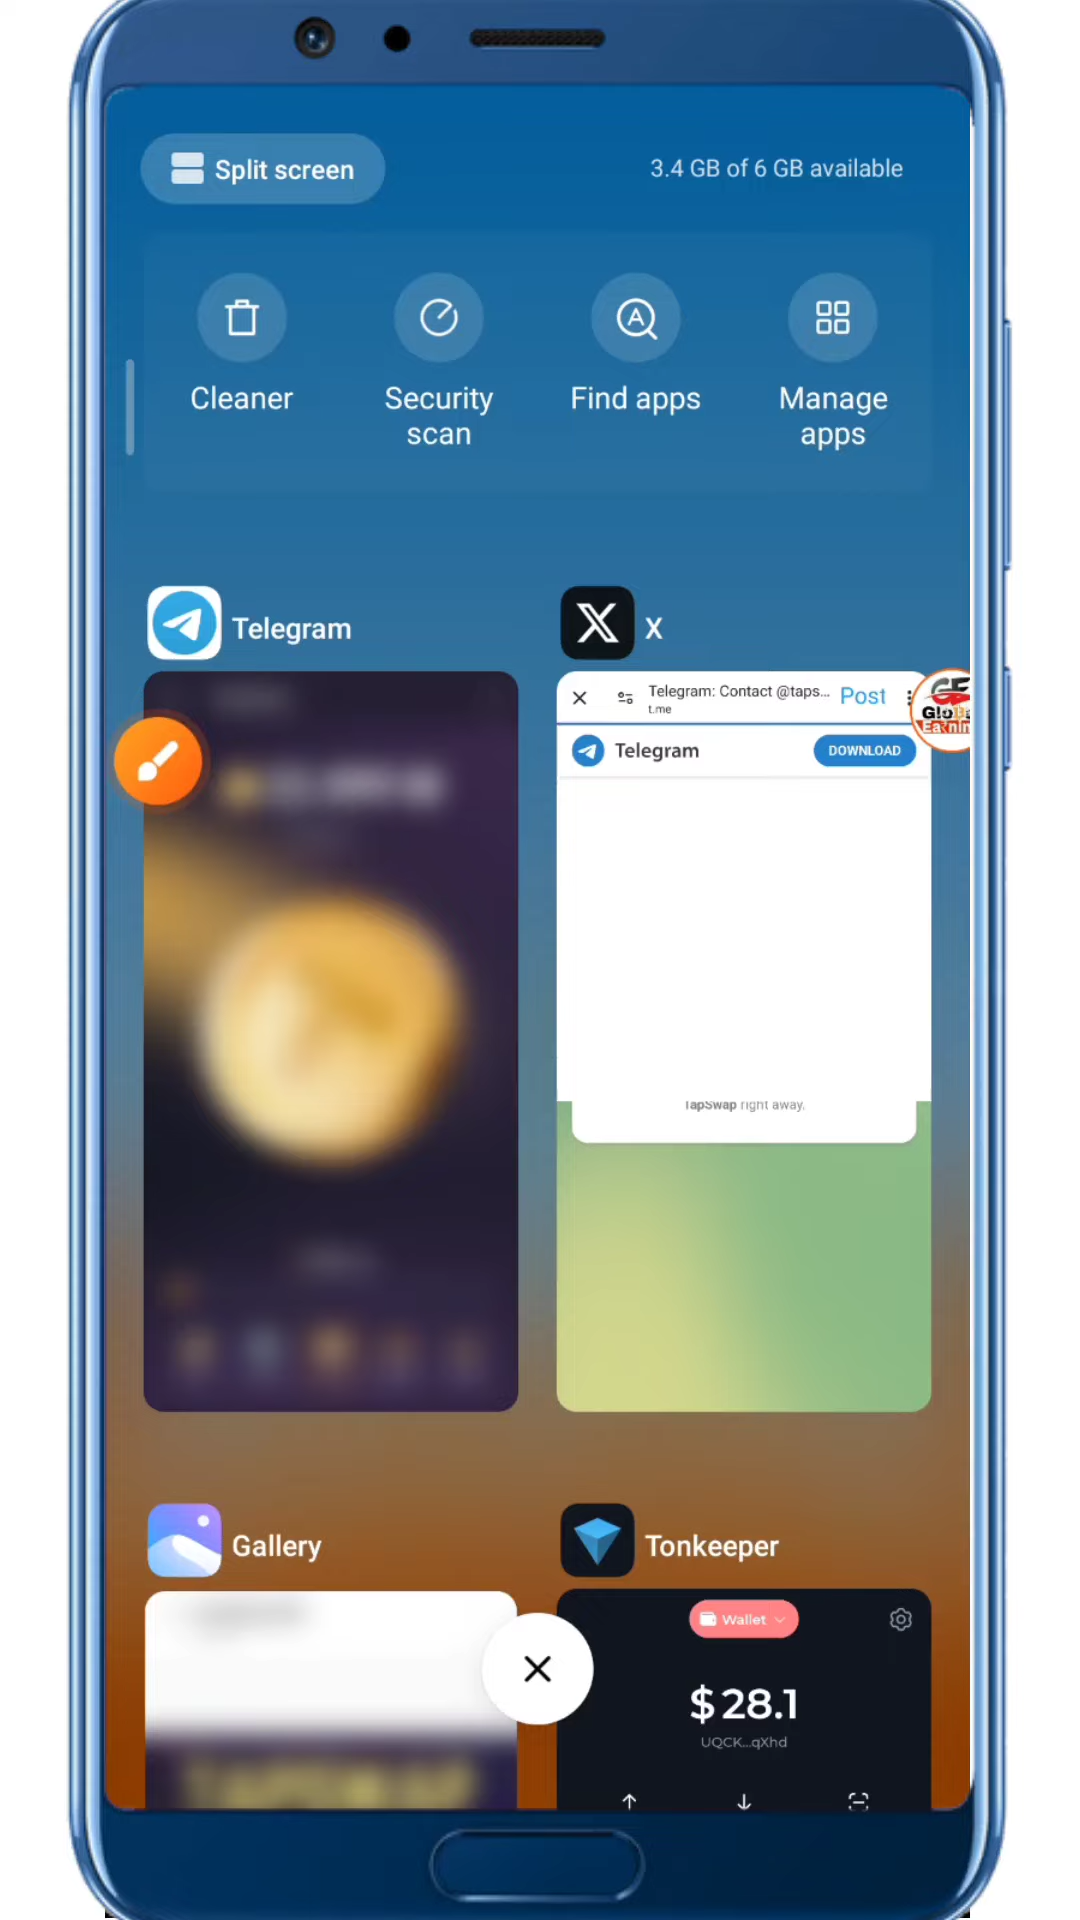 Split screen
3.4 GB of 6 GB available
Cleaner
Security
scan
Find apps
Manage
apps
Telegram
X
Telegram: Contact @taps...
t.me
Post
Telegram
DOWNLOAD
TapSwap right away.
Gallery
Tonkeeper
Wallet
$ 28.1
UQCK...qXhd